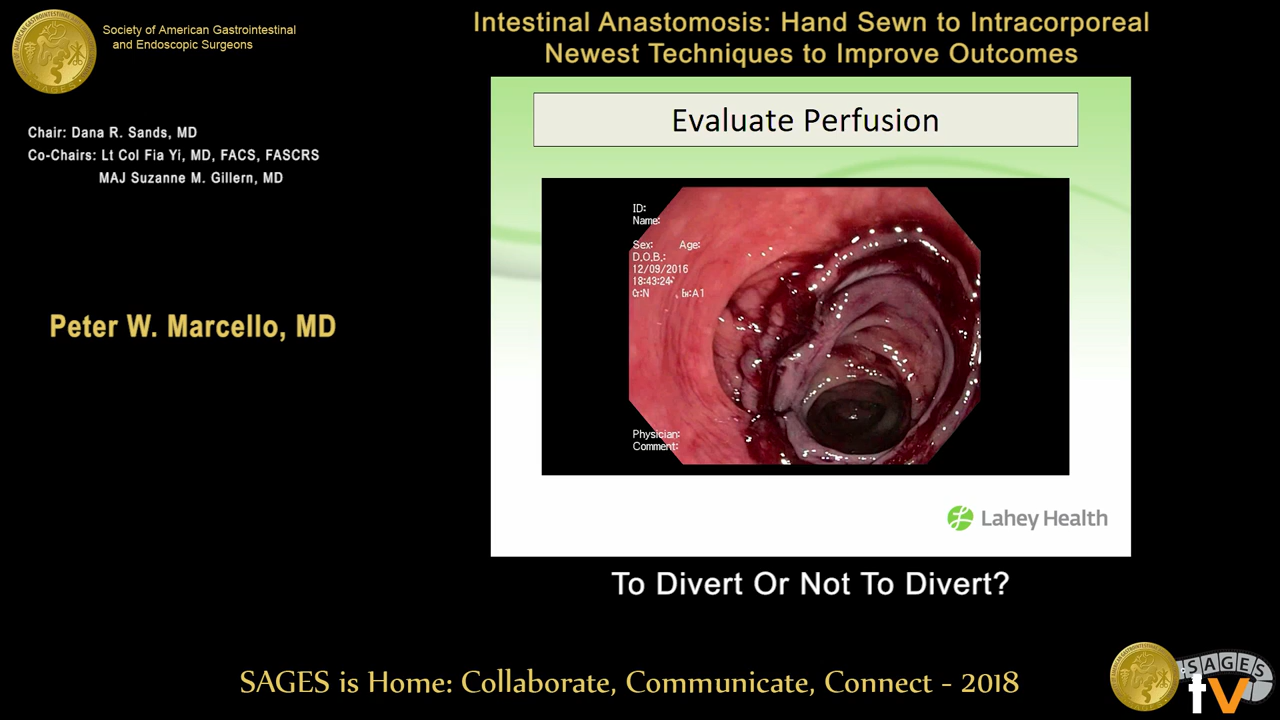 Society of American Gastrointestinal
and Endoscopic Surgeons
Intestinal Anastomosis: Hand Sewn to Intracorporeal
Newest Techniques to Improve Outcomes
Chair: Dana R. Sands, MD
Co-Chairs: Lt Col Fia Yi, MD, FACS, FASCRS
MAJ Suzanne M. Gillern, MD
Peter W. Marcello, MD
Evaluate Perfusion
ID:
Name:
Sex: Age:
D.O.B.:
12/09/2016
18:43:24
Cr:N
Physician:
Comment:
Lahey Health
To Divert Or Not To Divert?
SAGES is Home: Collaborate, Communicate, Connect - 2018
SAGES
tv